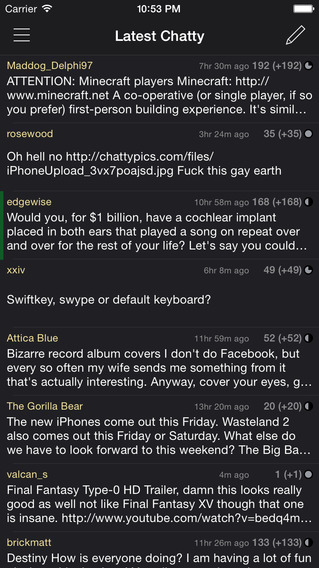 Carrier 10:53 PM
Latest Chatty
Maddog_Delphi97 7hr 30m ago 192 (+192)
ATTENTION: Minecraft players Minecraft: http://
www.minecraft.net A co-operative (or single player, if so
you prefer) first-person building experience. It's simil…
rosewood 3hr 24m ago 35 (+35)
Oh hell no http://chattypics.com/files/
iPhoneUpload_3vx7poajsd.jpg Fuck this gay earth
edgewise 10hr 58m ago 168 (+168)
Would you, for $1 billion, have a cochlear implant
placed in both ears that played a song on repeat over
and over for the rest of your life? Let's say you could…
xxiv 6hr 8m ago 49 (+49)
Swiftkey, swype or default keyboard?
Attica Blue 11hr 59m ago 52 (+52)
Bizarre record album covers I don't do Facebook, but
every so often my wife sends me something from it
that's actually interesting. Anyway, cover your eyes, g…
The Gorilla Bear 13hr 20m ago 20 (+20)
The new iPhones come out this Friday. Wasteland 2
also comes out this Friday or Saturday. What else do
we have to look forward to this weekend? The Big Ba…
valcan_s 4m ago 1 (+1)
Final Fantasy Type-0 HD Trailer, damn this looks really
good as well not like Final Fantasy XV though that one
is insane. http://www.youtube.com/watch?v=bedq4m…
brickmatt 11hr 26m ago 133 (+133)
Destiny How is everyone doing? I am having a lot of fun